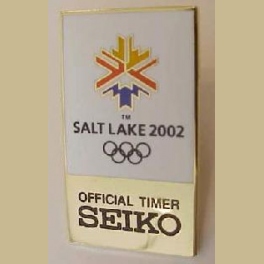 TM
SALT LAKE 2002
OFFICIAL TIMER
SEIKO